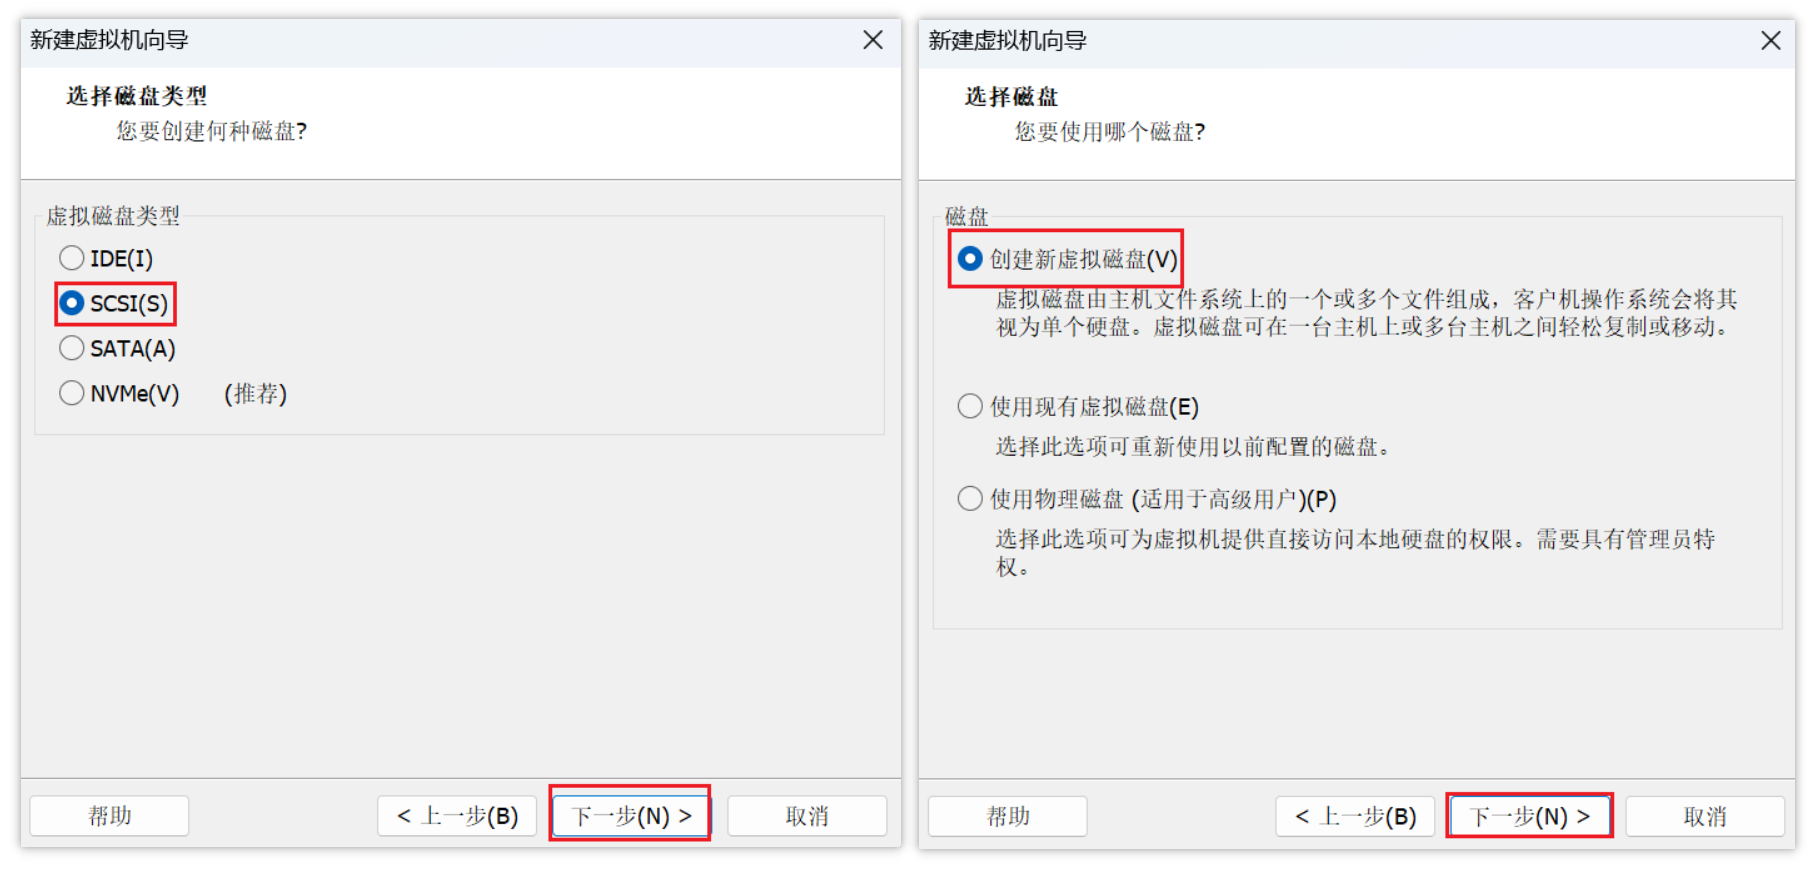 新建虚拟机向导
选择磁盘类型
您要创建何种磁盘?
虚拟磁盘类型
IDE(I)
SCSI(S)
SATA(A)
NVMe(V) (推荐)
帮助
< 上一步(B)
下一步(N) >
取消
新建虚拟机向导
选择磁盘
您要使用哪个磁盘?
磁盘
创建新虚拟磁盘(V)
虚拟磁盘由主机文件系统上的一个或多个文件组成，客户机操作系统会将其
视为单个硬盘。虚拟磁盘可在一台主机上或多台主机之间轻松复制或移动。
使用现有虚拟磁盘(E)
选择此选项可重新使用以前配置的磁盘。
使用物理磁盘 (适用于高级用户)(P)
选择此选项可为虚拟机提供直接访问本地硬盘的权限。需要具有管理员特
权。
帮助
< 上一步(B)
下一步(N) >
取消